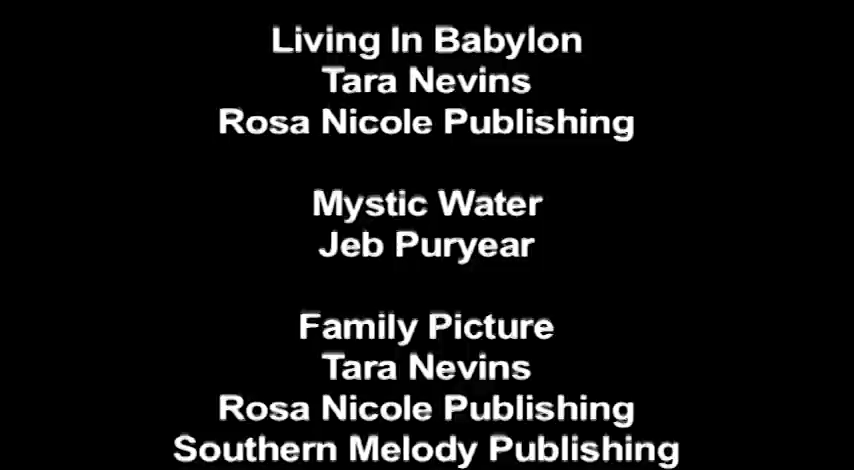 Living In Babylon
Tara Nevins
Rosa Nicole Publishing
Mystic Water
Jeb Puryear
Family Picture
Tara Nevins
Rosa Nicole Publishing
Southern Melody Publishing